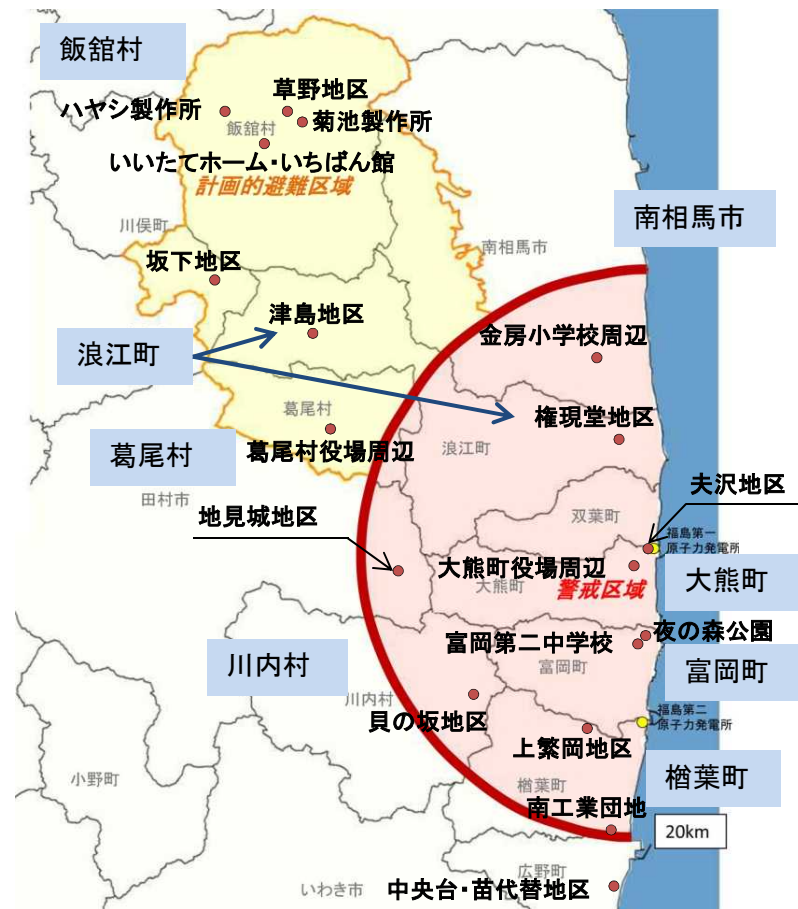 飯舘村
草野地区
ハヤシ製作所
菊池製作所
飯舘村
いいたてホーム・いちばん館
計画的避難区域
南相馬市
川俣町
南相馬市
坂下地区
津島地区
金房小学校周辺
浪江町
葛尾村
権現堂地区
葛尾村
葛尾村役場周辺
浪江町
夫沢地区
田村市
地見城地区
双葉町
福島第一
原子力発電所
大熊町役場周辺
大熊町
大熊町
警戒区域
夜の森公園
富岡第二中学校
川内村
富岡町
富岡町
川内村
貝の坂地区
福島第二
原子力発電所
上繁岡地区
小野町
楢葉町
楢葉町
南工業団地
20km
広野町
いわき市
中央台・苗代替地区